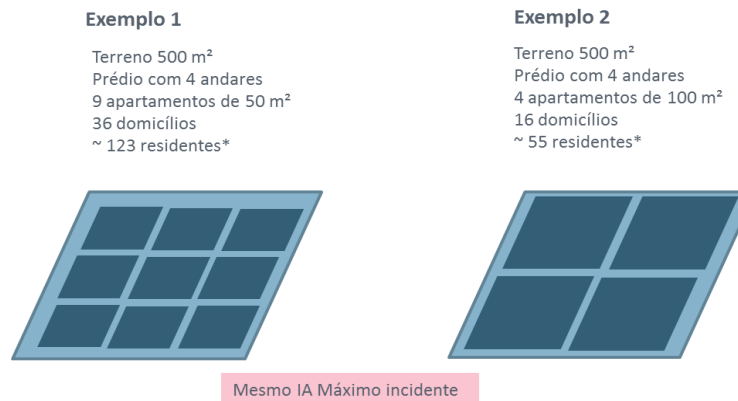 Exemplo 1
Terreno 500 m²
Prédio com 4 andares
9 apartamentos de 50 m²
36 domicílios
~ 123 residentes*
Exemplo 2
Terreno 500 m²
Prédio com 4 andares
4 apartamentos de 100 m²
16 domicílios
~ 55 residentes*
Mesmo IA Máximo incidente